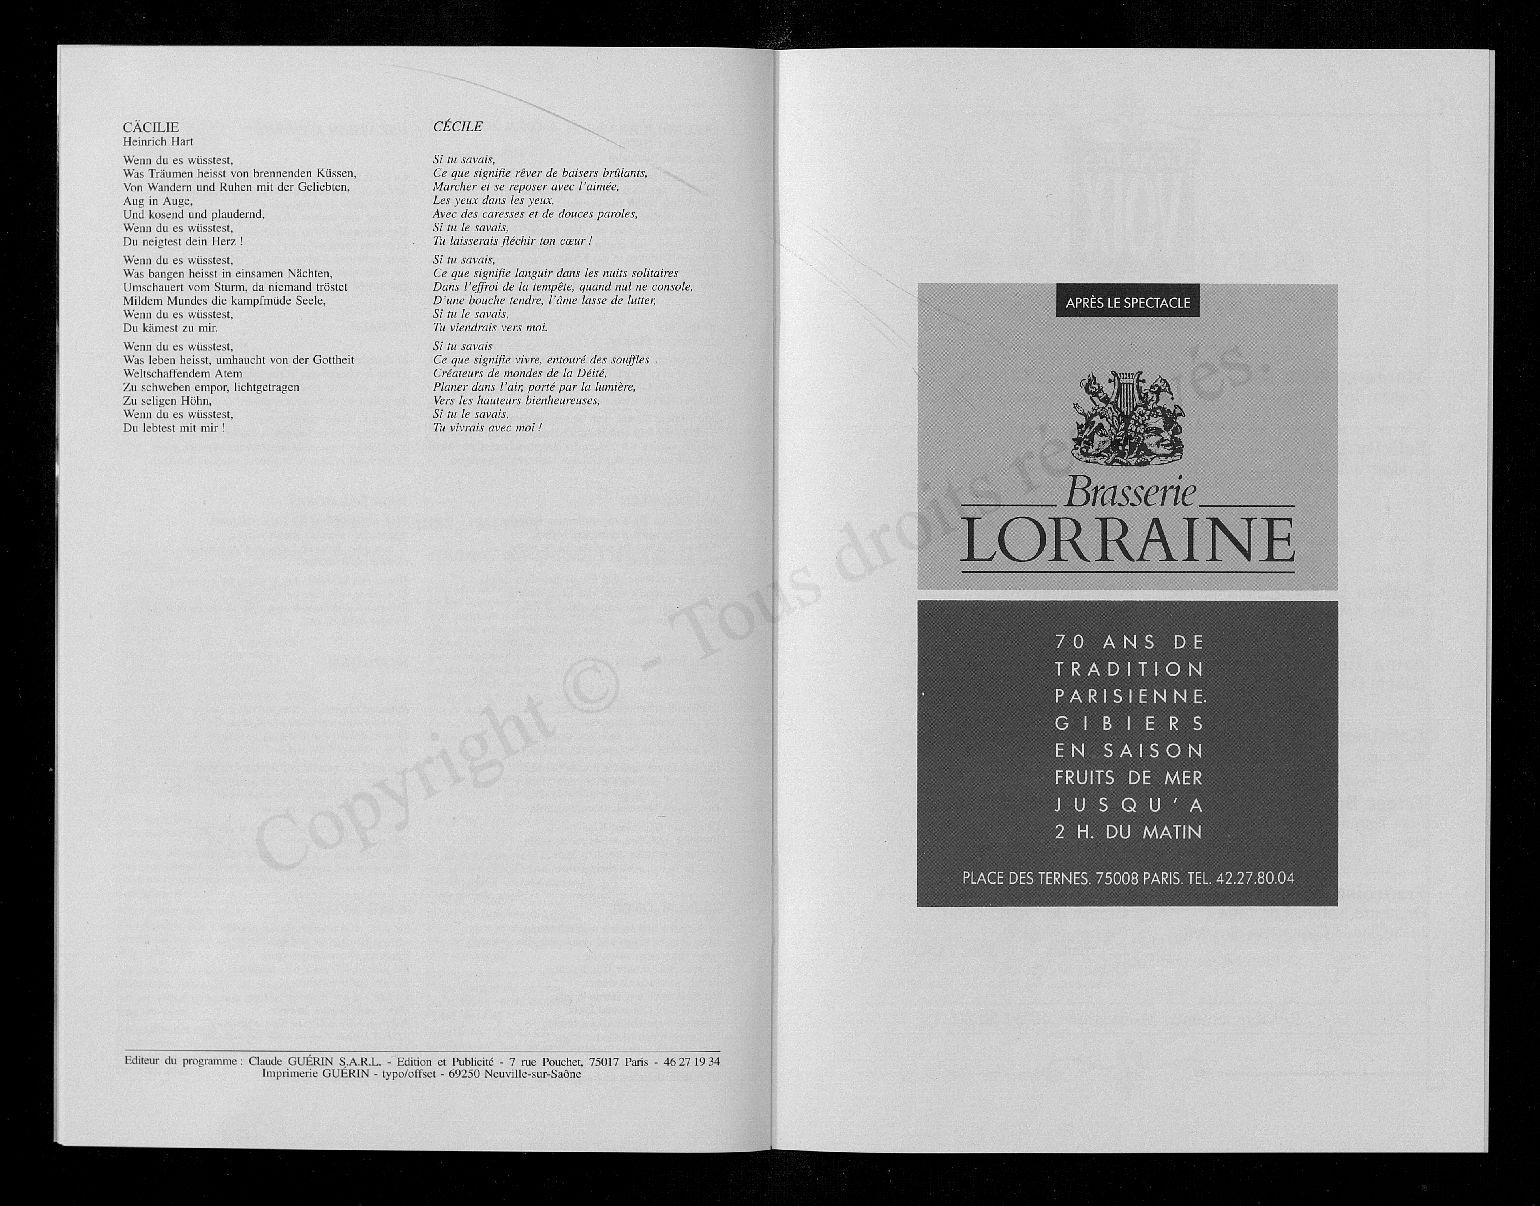 CÄCILIE
Heinrich Hart
Wenn du es wüsstest,
Was Träumen heisst von brennenden Küssen,
Von Wandern und Ruhen mit der Geliebten,
Aug in Auge,
Und kosend und plaudernd,
Wenn du es wüsstest,
Du neigtest dein Herz !
Wenn du es wüsstest,
Was bangen heisst in einsamen Nächten,
Umschauert vom Sturm, da niemand tröstet
Mildem Mundes die kampfmüde Seele,
Wenn du es wüsstest,
Du kämest zu mir.
Wenn du es wüsstest,
Was leben heisst, umhaucht von der Gottheit
Weltschaffendem Atem
Zu schweben empor, lichtgetragen
Zu seligen Höhn,
Wenn du es wüsstest,
Du lebtest mit mir !
CÉCILE
Si tu savais,
Ce que signifie rêver de baisers brûlants,
Marcher et se reposer avec l'aimée,
Les yeux dans les yeux,
Avec des caresses et de douces paroles,
Si tu le savais,
Tu laisserais fléchir ton cœur !
Si tu savais,
Ce que signifie languir dans les nuits solitaires
Dans l'effroi de la tempête, quand nul ne console,
D'une bouche tendre, l'âme lasse de lutter,
Si tu le savais,
Tu viendrais vers moi.
Si tu savais
Ce que signifie vivre, entouré des souffles
Créateurs de mondes de la Déité,
Planer dans l'air, porté par la lumière,
Vers les hauteurs bienheureuses,
Si tu le savais,
Tu vivrais avec moi !
Editeur du programme : Claude GUÉRIN S.A.R.L. - Edition et Publicité - 7 rue Pouchet, 75017 Paris - 46 27 19 34
Imprimerie GUÉRIN - typo/offset - 69250 Neuville-sur-Saône
APRÈS LE SPECTACLE
Brasserie
LORRAINE
70 ANS DE
TRADITION
PARISIENNE.
GIBIERS
EN SAISON
FRUITS DE MER
JUSQU'A
2 H. DU MATIN
PLACE DES TERNES. 75008 PARIS. TEL. 42.27.80.04
Copyright © - Tous droits réservés.